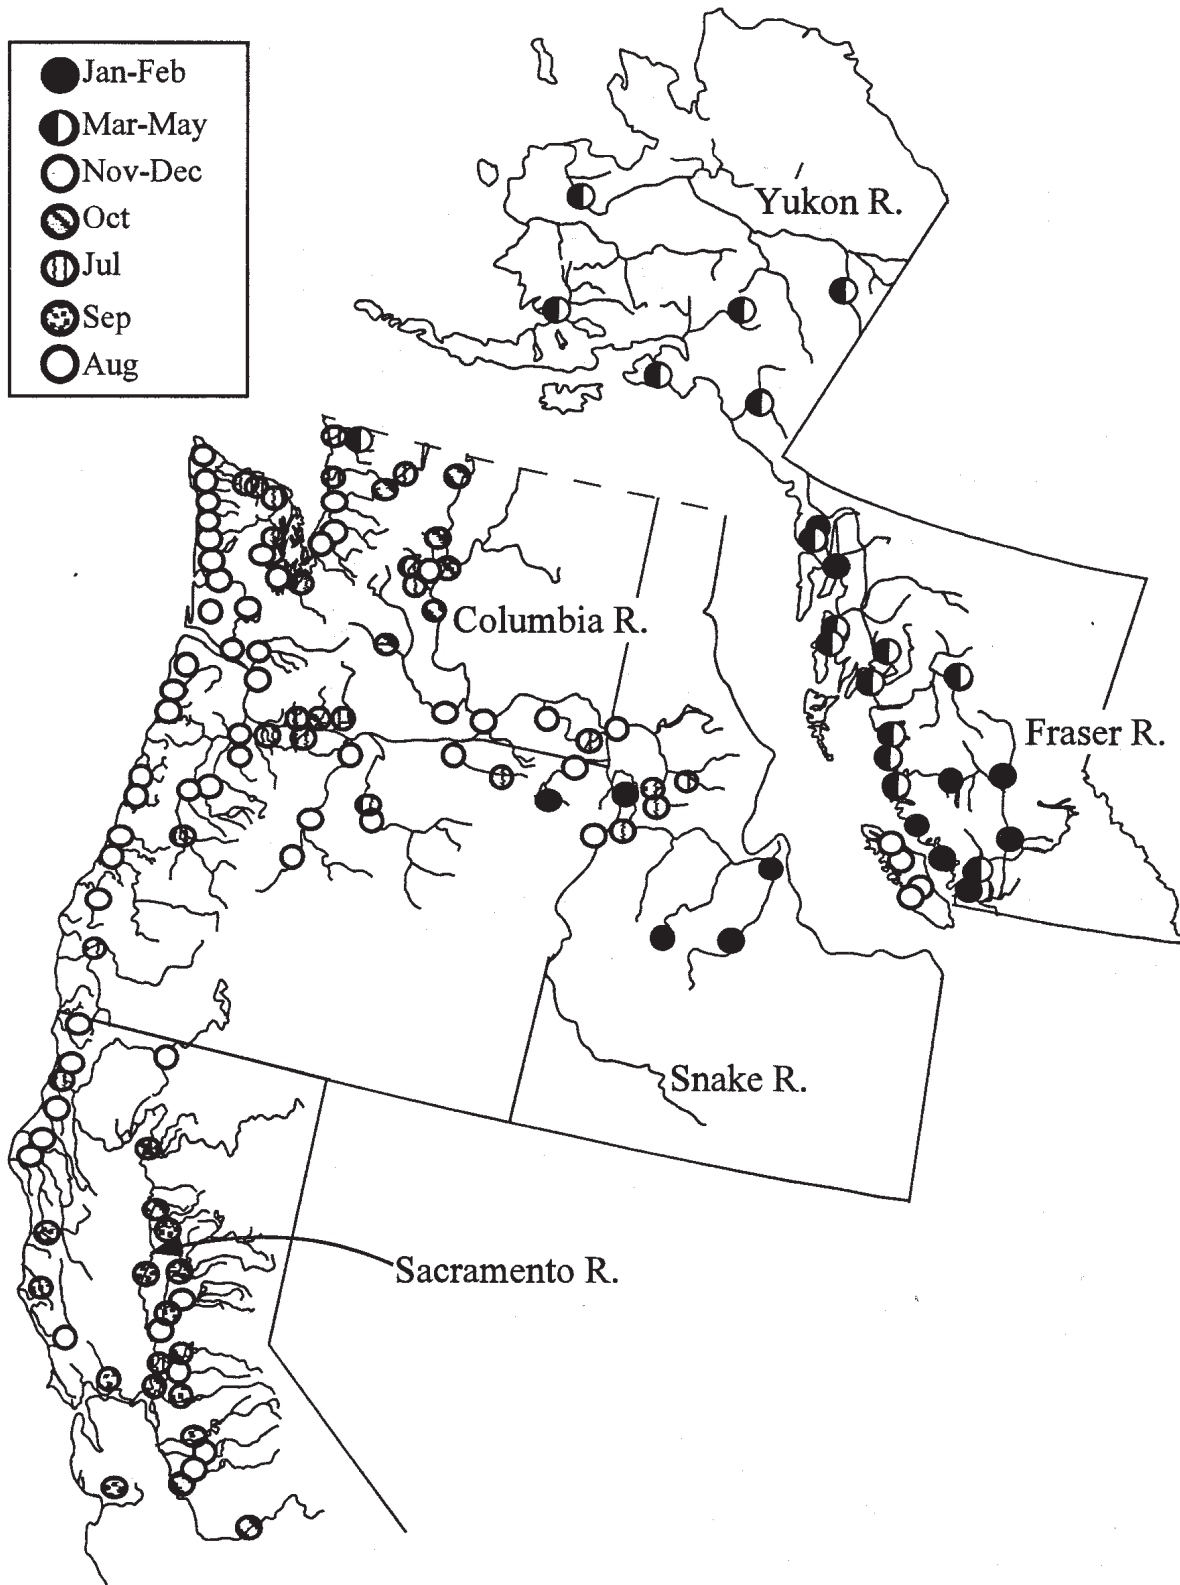 Jan-Feb
Mar-May
Nov-Dec
Oct
Jul
Sep
Aug
Yukon R.
Columbia R.
Fraser R.
Snake R.
Sacramento R.